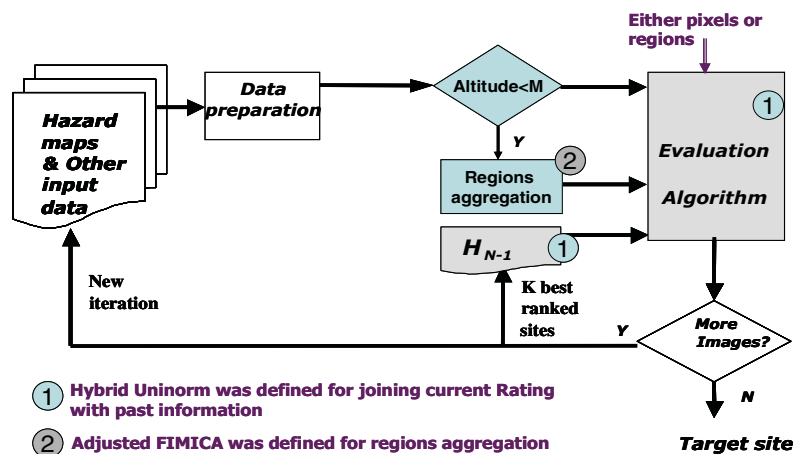 Either pixels or
regions
Hazard
maps
& Other
input
data
Data
preparation
Altitude<M
Y
1
Evaluation
Algorithm
2
Regions
aggregation
H N-1
1
New
iteration
K best
ranked
sites
Y
More
Images?
N
Target site
1 Hybrid Uninorm was defined for joining current Rating
with past information
2 Adjusted FIMICA was defined for regions aggregation